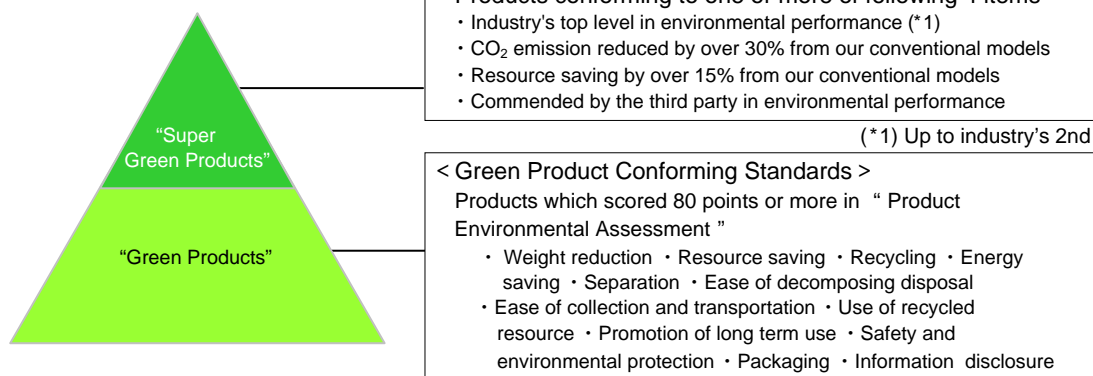 Products conforming to one or more of following 4 items
・Industry's top level in environmental performance (*1)
・CO₂ emission reduced by over 30% from our conventional models
・Resource saving by over 15% from our conventional models
・Commended by the third party in environmental performance
(*1) Up to industry's 2nd
“Super
Green Products”
< Green Product Conforming Standards >
Products which scored 80 points or more in “ Product
Environmental Assessment ”
・ Weight reduction ・Resource saving ・Recycling ・Energy
saving ・Separation ・Ease of decomposing disposal
・Ease of collection and transportation ・Use of recycled
resource ・Promotion of long term use ・Safety and
environmental protection ・Packaging ・Information disclosure
“Green Products”